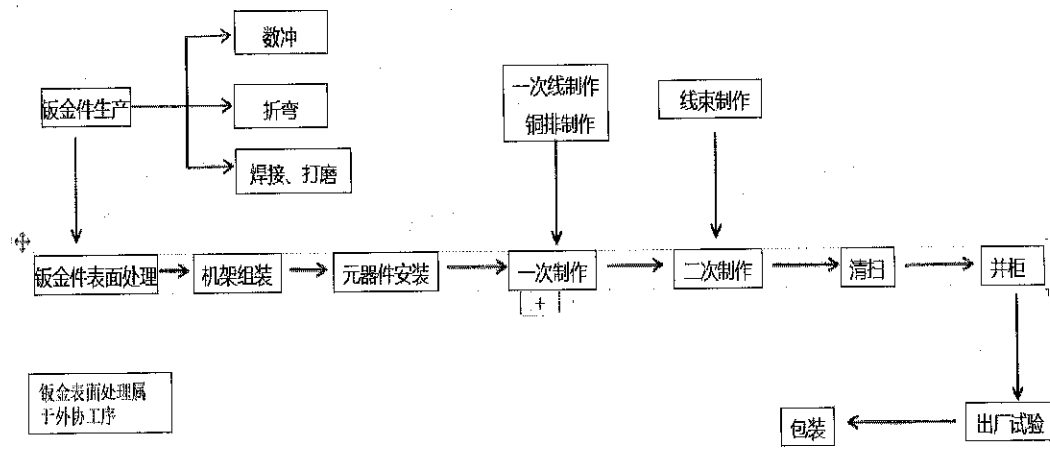 数冲
钣金件生产
折弯
焊接、打磨
一次线制作
铜排制作
线束制作
钣金件表面处理
机架组装
元器件安装
一次制作
二次制作
清扫
并柜
钣金表面处理属
于外协工序
包装
出厂试验